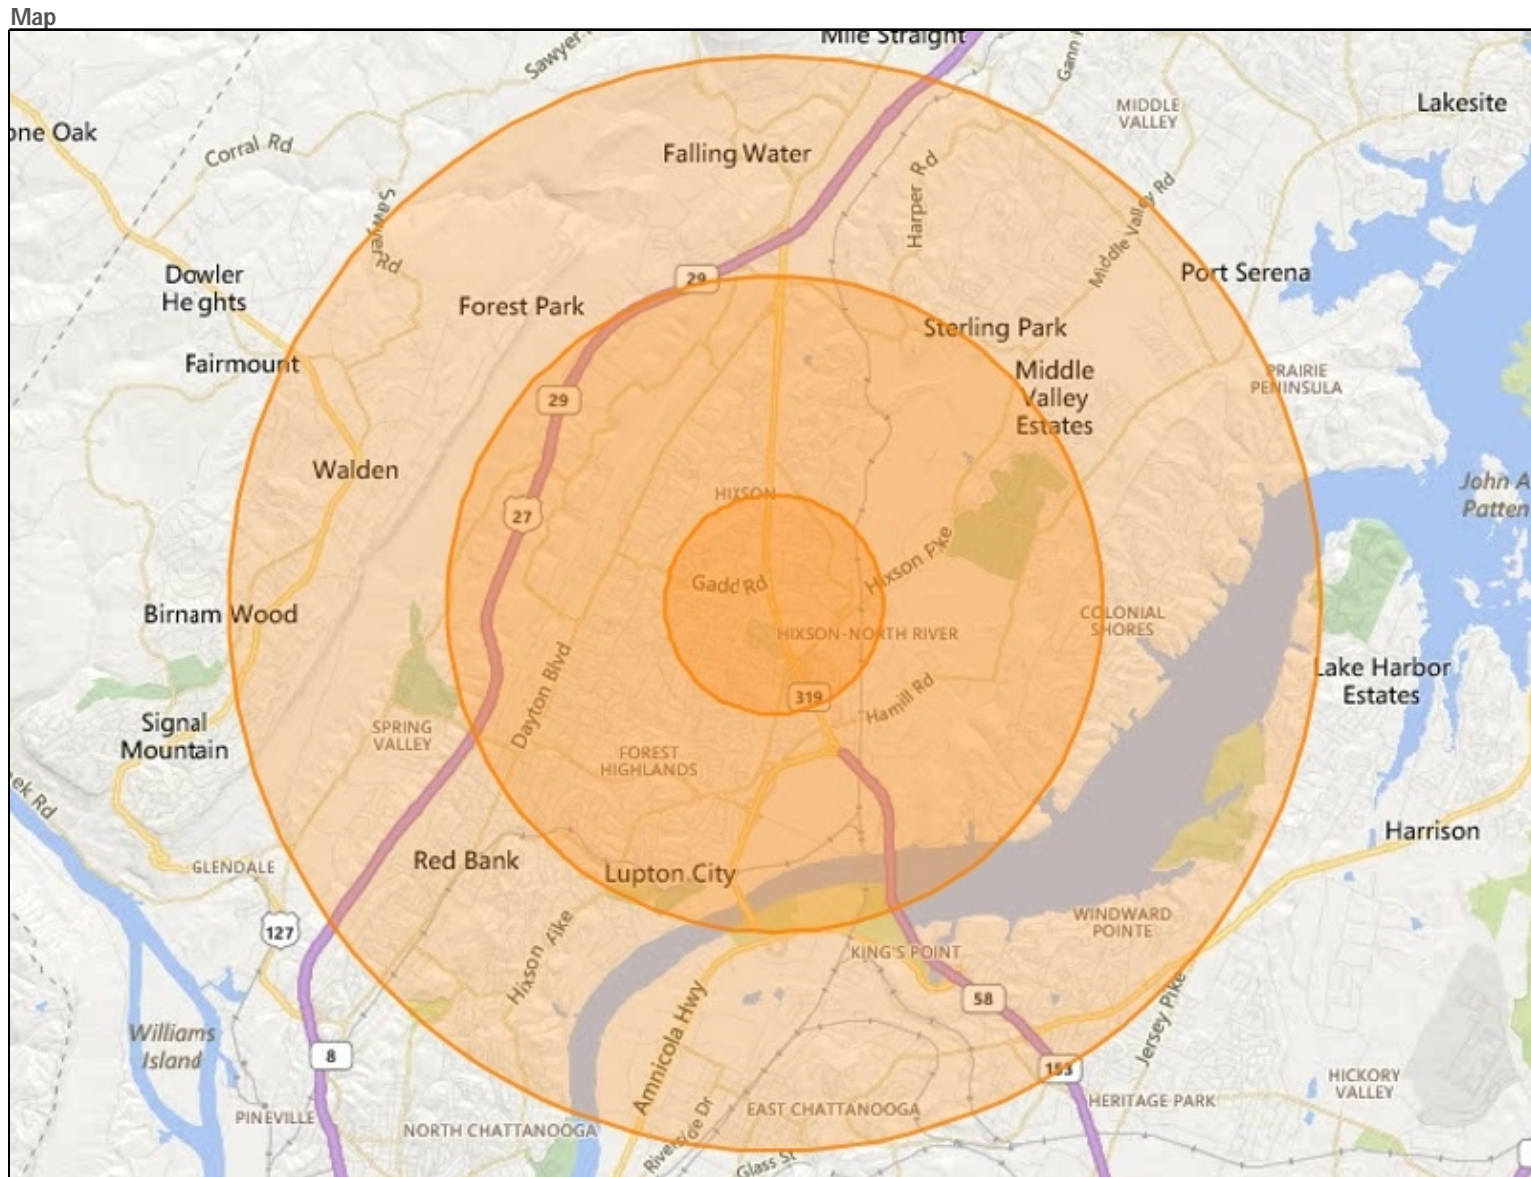 Map
Mile Straight
Sawyer
Gann
MIDDLE
VALLEY
Lakesite
one Oak
Corral Rd
Falling Water
Harper Rd
Middle Valley Rd
Sawyer Rd
Dowler
Heights
29
Port Serena
Forest Park
Sterling Park
Fairmount
Middle
Valley
Estates
PRAIRIE
PENINSULA
29
Walden
HIXSON
John A
Patten
27
Hixson Pike
Gadd Rd
Birnam Wood
HIXSON-NORTH RIVER
COLONIAL
SHORES
Lake Harbor
Estates
319
Hamill Rd
Dayton Blvd
Signal
Mountain
SPRING
VALLEY
FOREST
HIGHLANDS
ek Rd
Harrison
Red Bank
Lupton City
GLENDALE
127
WINDWARD
POINTE
Hixson Pike
KING'S POINT
58
Amnicola Hwy
Jersey Pike
Williams
Island
8
153
HICKORY
VALLEY
HERITAGE PARK
PINEVILLE
EAST CHATTANOOGA
NORTH CHATTANOOGA
Riverside Dr
Glass St